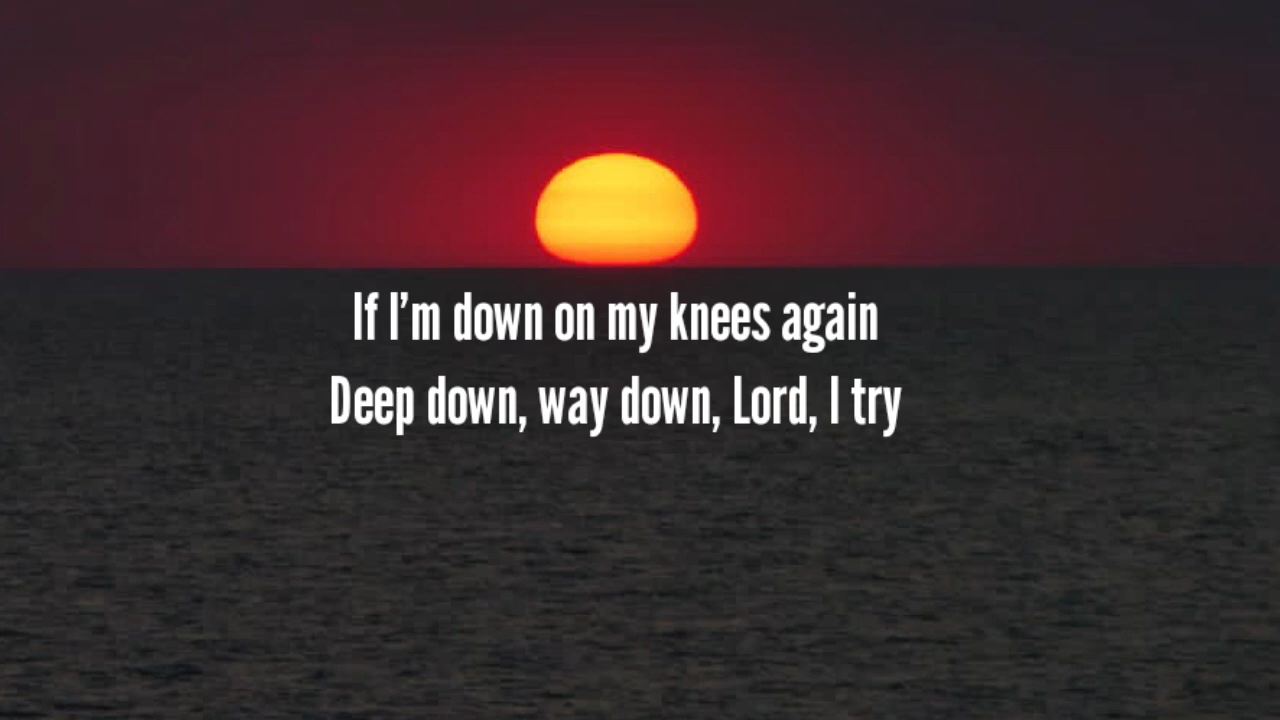 If I’m down on my knees again
Deep down, way down, Lord, I try